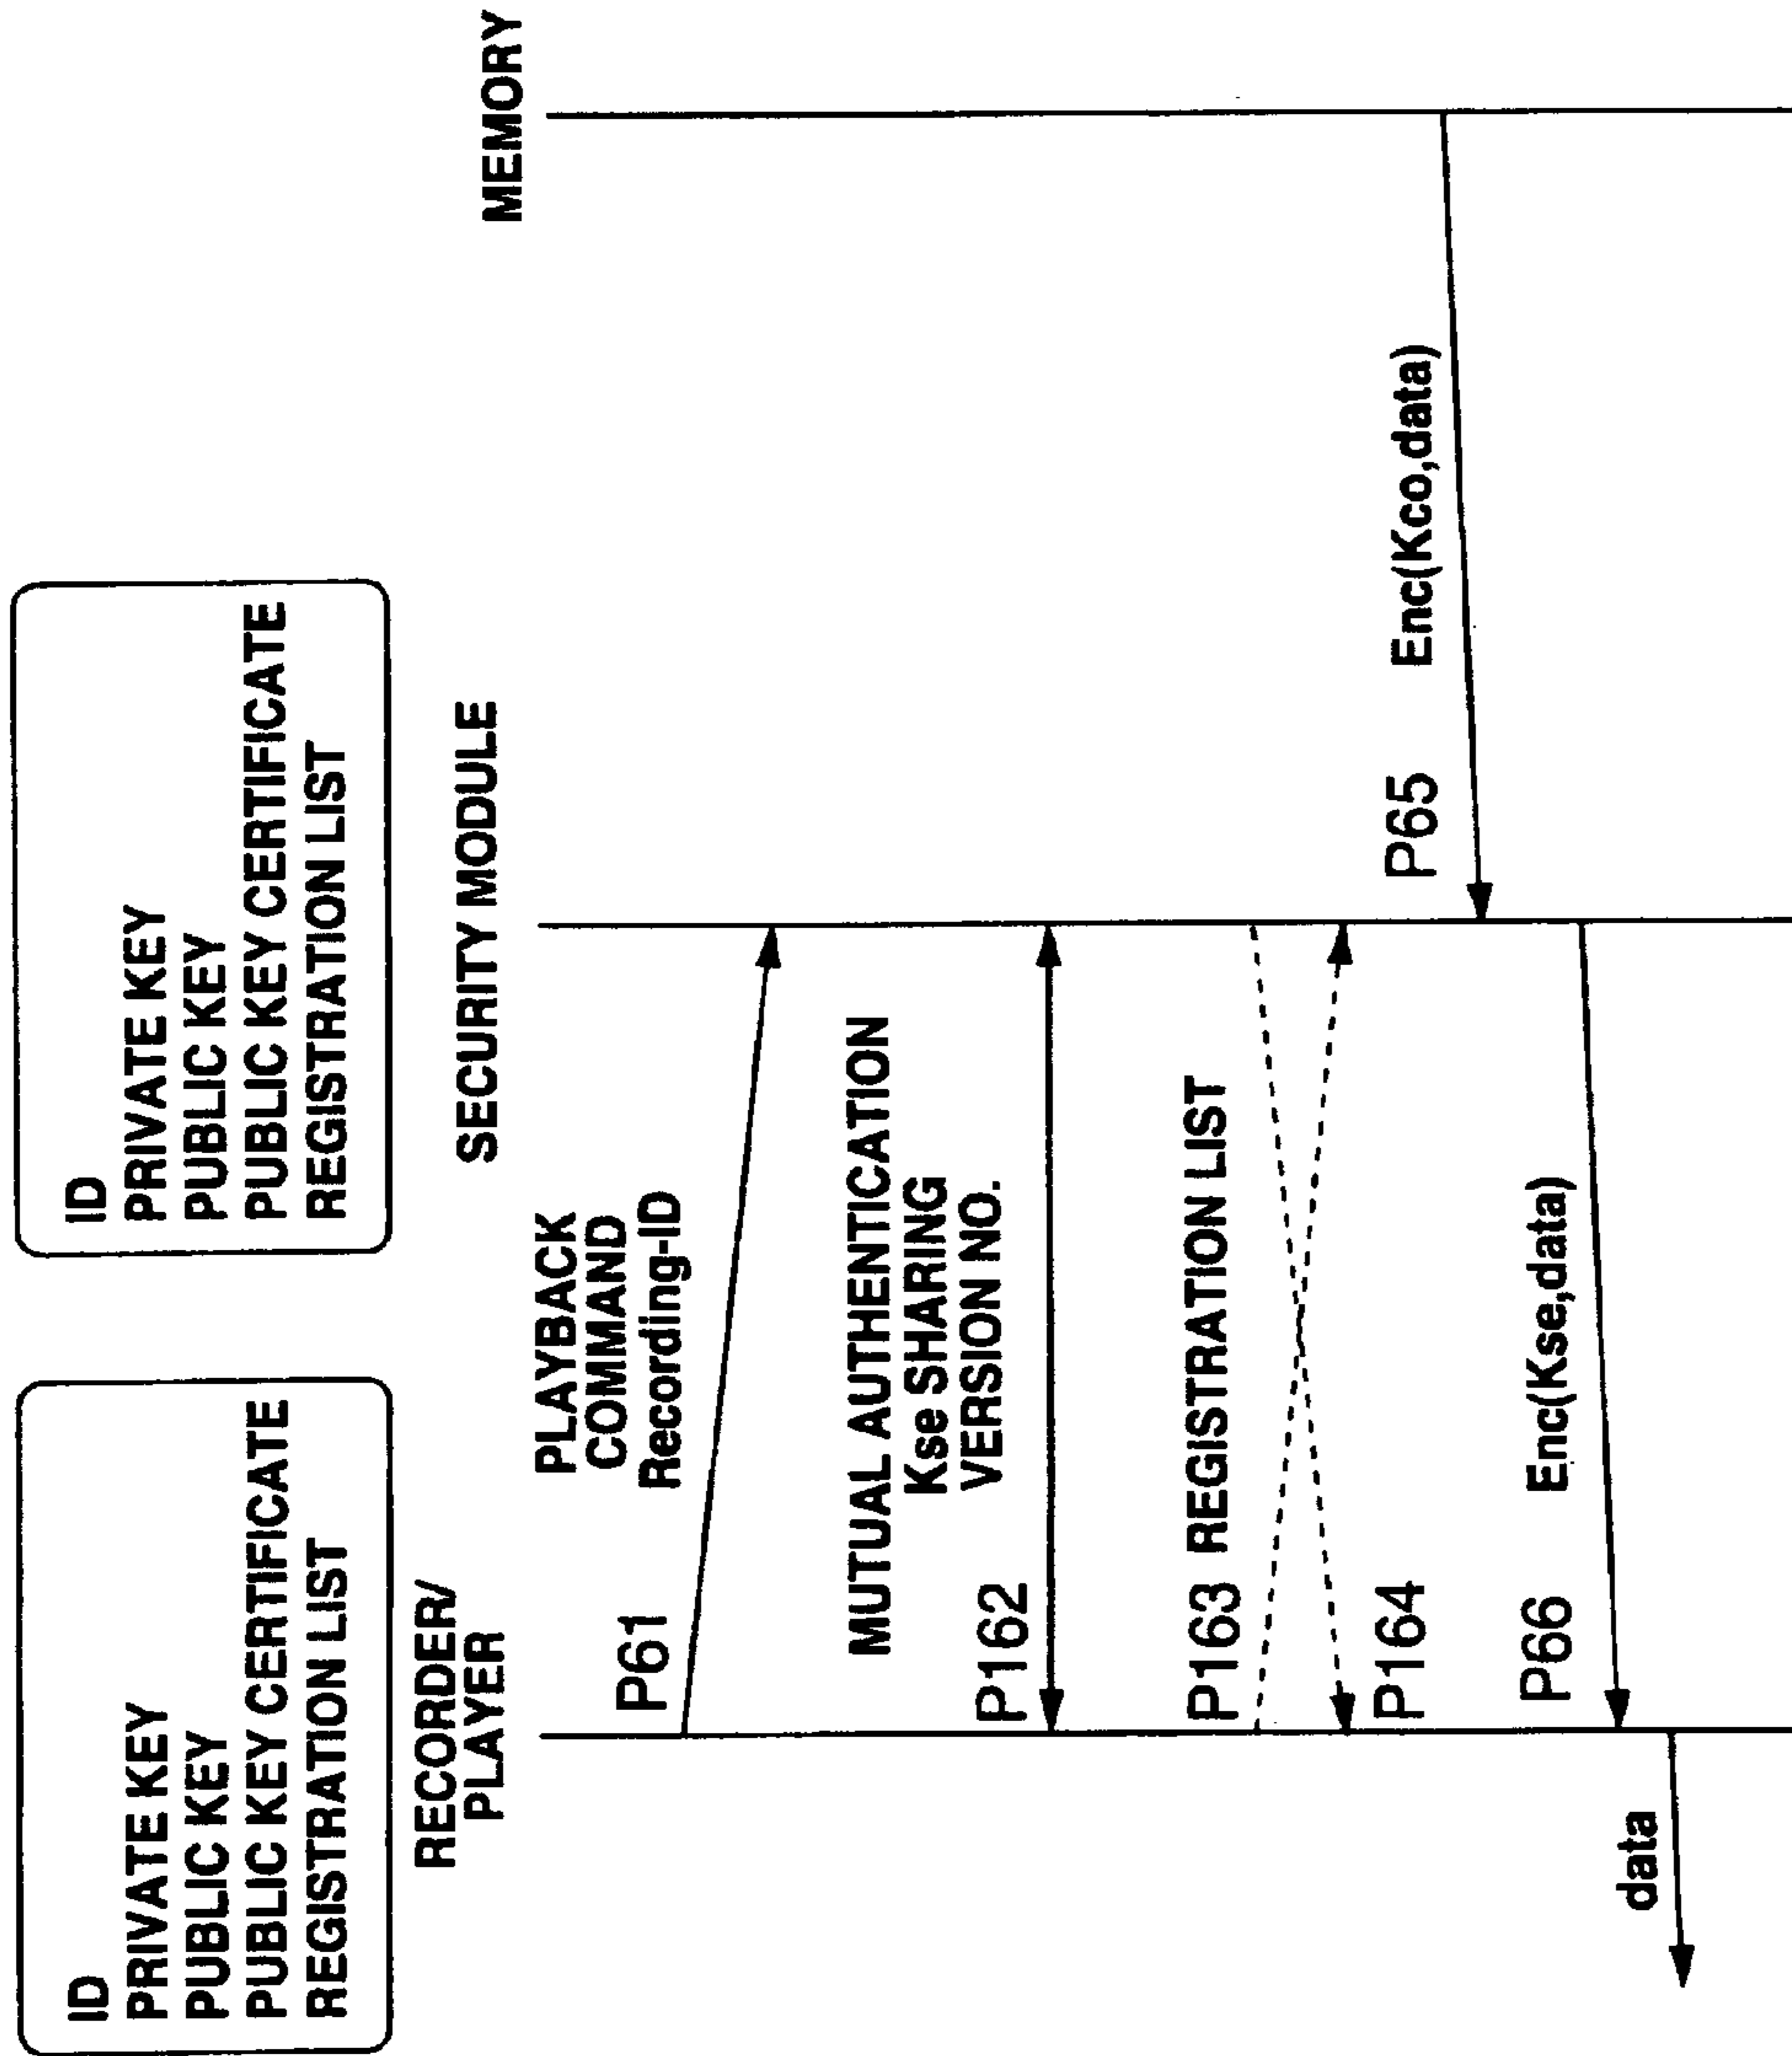 ID
PRIVATE KEY
PUBLIC KEY
PUBLIC KEY CERTIFICATE
REGISTRATION LIST
ID
PRIVATE KEY
PUBLIC KEY
PUBLIC KEY CERTIFICATE
REGISTRATION LIST
RECORDER/
PLAYER
SECURITY MODULE
MEMORY
PLAYBACK
COMMAND
Recording-ID
P61
MUTUAL AUTHENTICATION
Kse SHARING
VERSION NO.
P162
P163 REGISTRATION LIST
P164
P65 Enc(Kco,data)
P66 Enc(Kse,data)
data